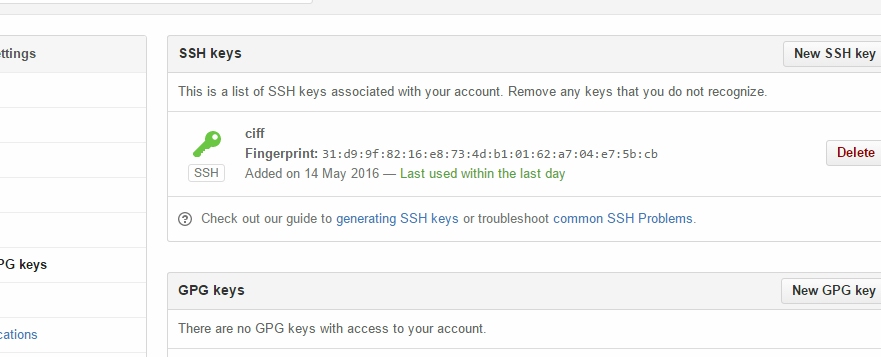 ettings
SSH keys
New SSH key
This is a list of SSH keys associated with your account. Remove any keys that you do not recognize.
ciff
Fingerprint: 31:d9:9f:82:16:e8:73:4d:b1:01:62:a7:04:e7:5b:cb
Delete
SSH
Added on 14 May 2016 — Last used within the last day
Check out our guide to generating SSH keys or troubleshoot common SSH Problems.
PG keys
GPG keys
New GPG key
There are no GPG keys with access to your account.
cations